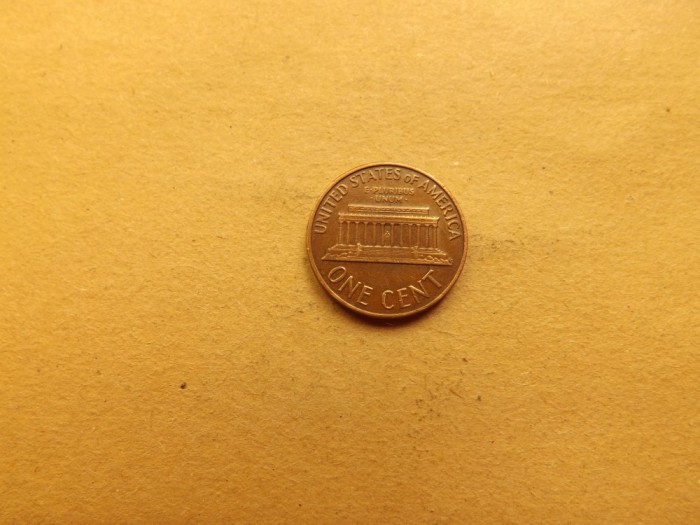 UNITED STATES OF AMERICA
E·PLURIBUS
·UNUM·
ONE CENT